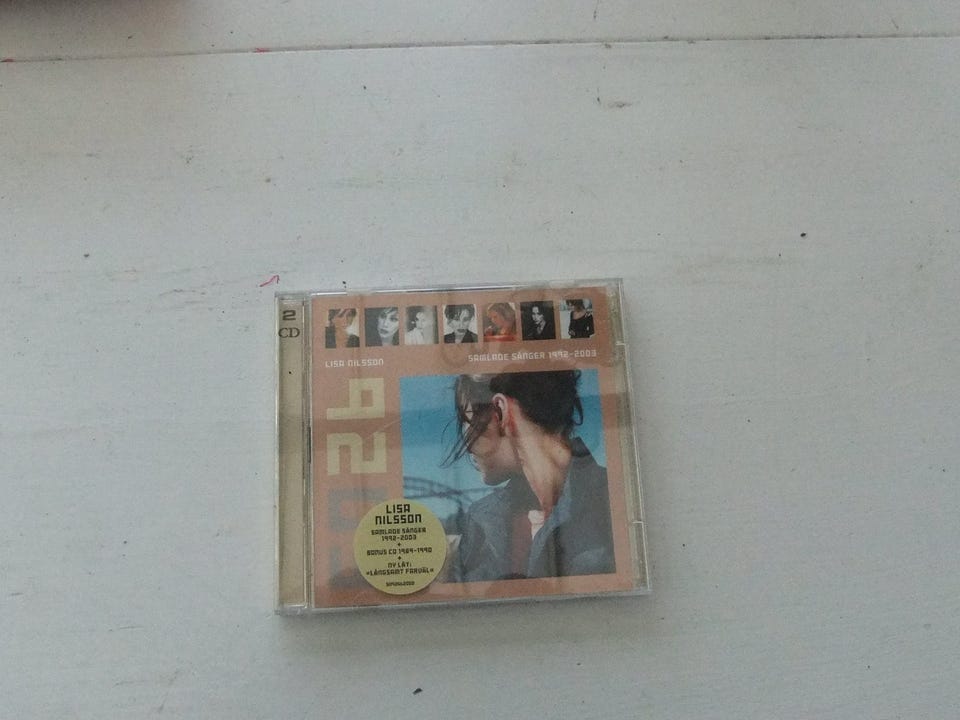 2
CD
LISA NILSSON
SAMLADE SÅNGER 1992-2003
LISA
NILSSON
SAMLADE SÅNGER
1992-2003
+
BONUS CD 1989-1990
+
NY LÅT:
»LÅNGSAMT FARVÄL«